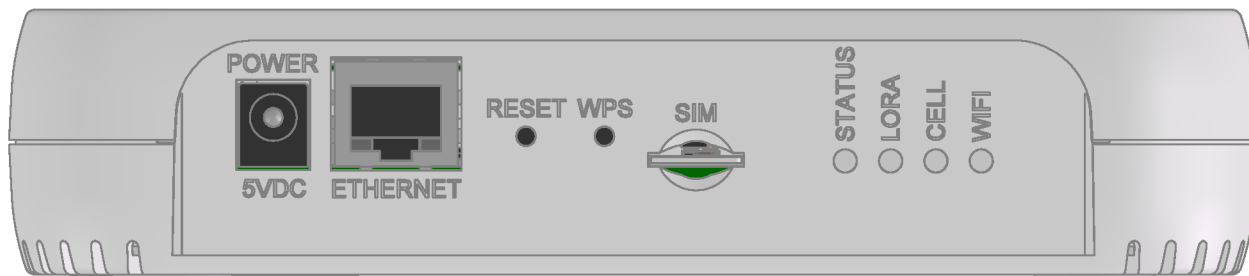 POWER
5VDC
ETHERNET
RESET
WPS
SIM
STATUS
LORA
CELL
WIFI